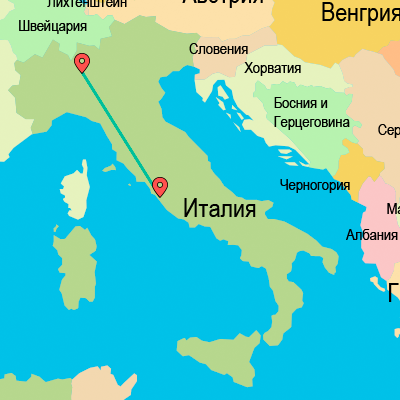 Лихтенштейн
Австрия
Венгрия
Швейцария
Словения
Хорватия
Босния и
Герцеговина
Сер
Черногория
Ма
Италия
Албания
Г